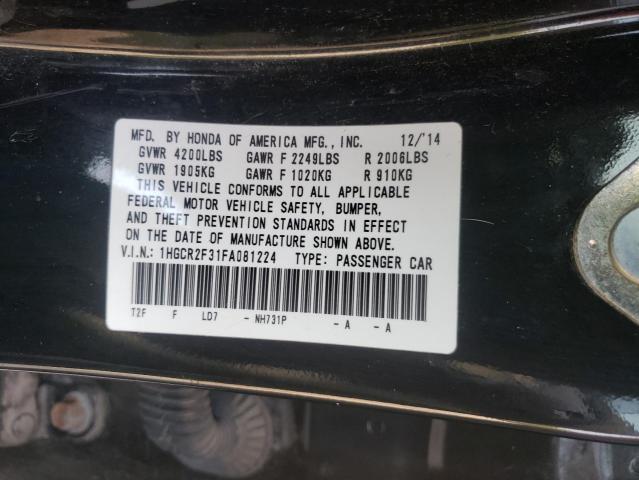 MFD. BY HONDA OF AMERICA MFG., INC. 12/'14
GVWR 4200LBS GAWR F 2249LBS R 2006LBS
GVWR 1905KG GAWR F 1020KG R 910KG
THIS VEHICLE CONFORMS TO ALL APPLICABLE
FEDERAL MOTOR VEHICLE SAFETY, BUMPER,
AND THEFT PREVENTION STANDARDS IN EFFECT
ON THE DATE OF MANUFACTURE SHOWN ABOVE.
V.I.N.: 1HGCR2F31FA081224 TYPE: PASSENGER CAR
T2F F LD7 - NH731P - A - A